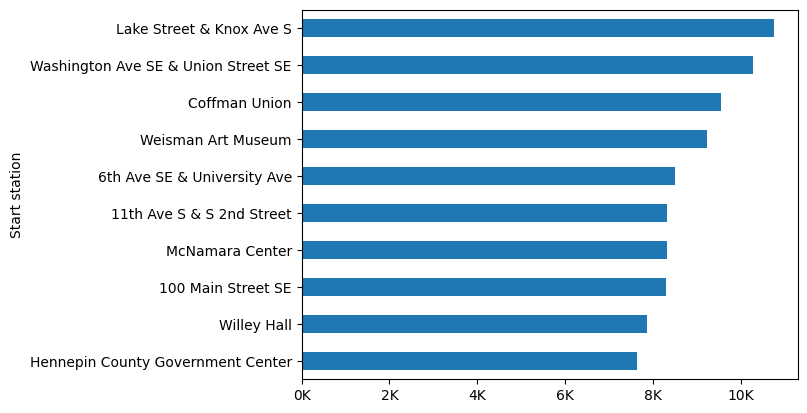 Start station
Lake Street & Knox Ave S
Washington Ave SE & Union Street SE
Coffman Union
Weisman Art Museum
6th Ave SE & University Ave
11th Ave S & S 2nd Street
McNamara Center
100 Main Street SE
Willey Hall
Hennepin County Government Center
0K 2K 4K 6K 8K 10K